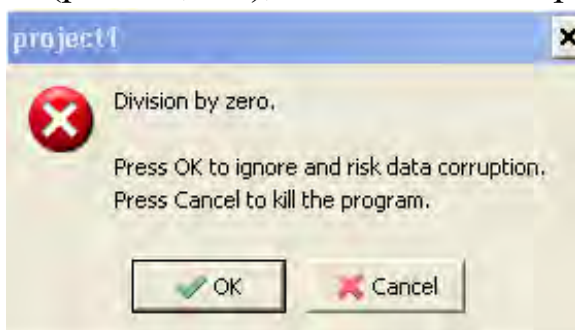 project1
Division by zero.
Press OK to ignore and risk data corruption.
Press Cancel to kill the program.
OK Cancel